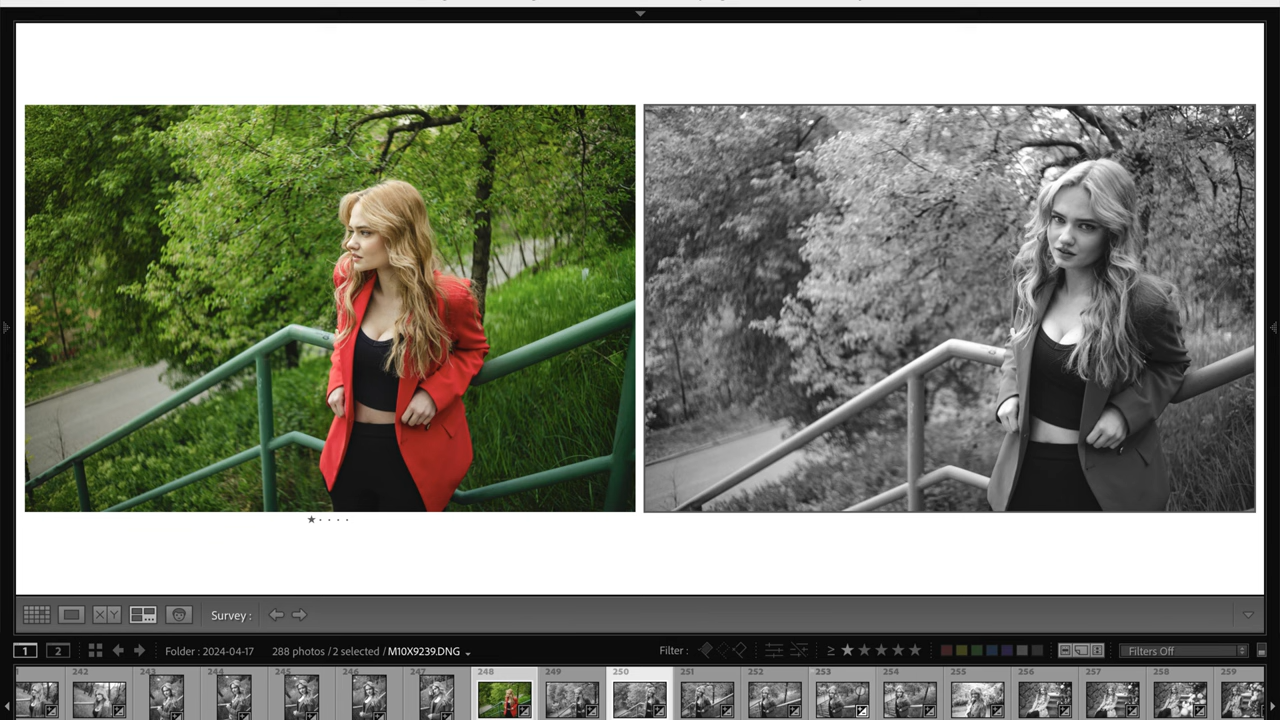 Survey :
1 2 Folder : 2024-04-17 288 photos / 2 selected / M10X9239.DNG Filter : ≥ ★★★★★ Filters Off
242 243 244 245 246 247 248 249 250 251 252 253 254 255 256 257 258 259